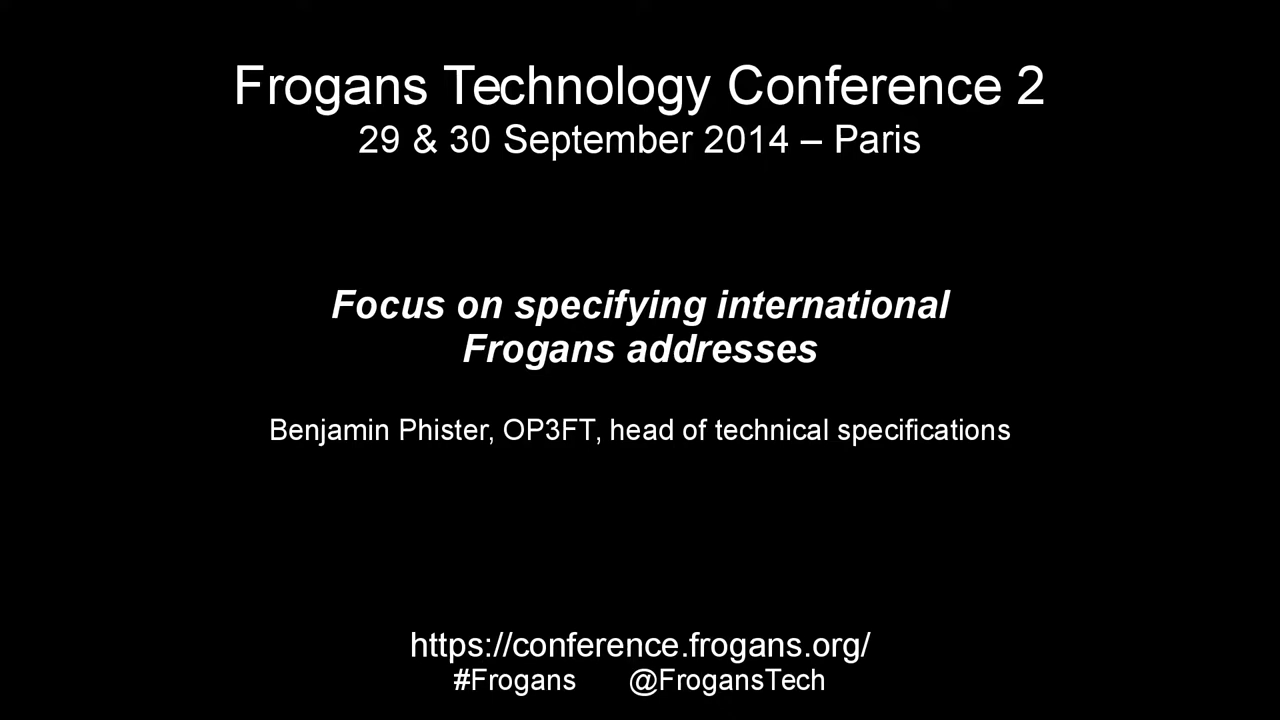 Frogans Technology Conference 2
29 & 30 September 2014 – Paris
Focus on specifying international
Frogans addresses
Benjamin Phister, OP3FT, head of technical specifications
https://conference.frogans.org/
#Frogans @FrogansTech